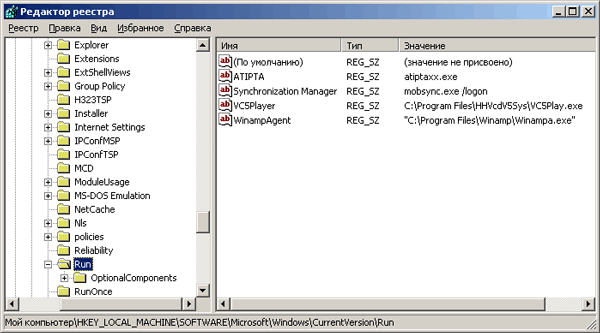 Редактор реестра
Реестр Правка Вид Избранное Справка
Explorer
Extensions
ExtShellViews
Group Policy
H323TSP
Installer
Internet Settings
IPConfMSP
IPConfTSP
MCD
ModuleUsage
MS-DOS Emulation
NetCache
Nls
policies
Reliability
Run
OptionalComponents
RunOnce
Имя Тип Значение
(По умолчанию) REG_SZ (значение не присвоено)
ATIPTA REG_SZ atiptaxx.exe
Synchronization Manager REG_SZ mobsync.exe /logon
VC5Player REG_SZ C:\Program Files\HHVcdV5Sys\VC5Play.exe
WinampAgent REG_SZ "C:\Program Files\Winamp\Winampa.exe"
Мой компьютер\HKEY_LOCAL_MACHINE\SOFTWARE\Microsoft\Windows\CurrentVersion\Run